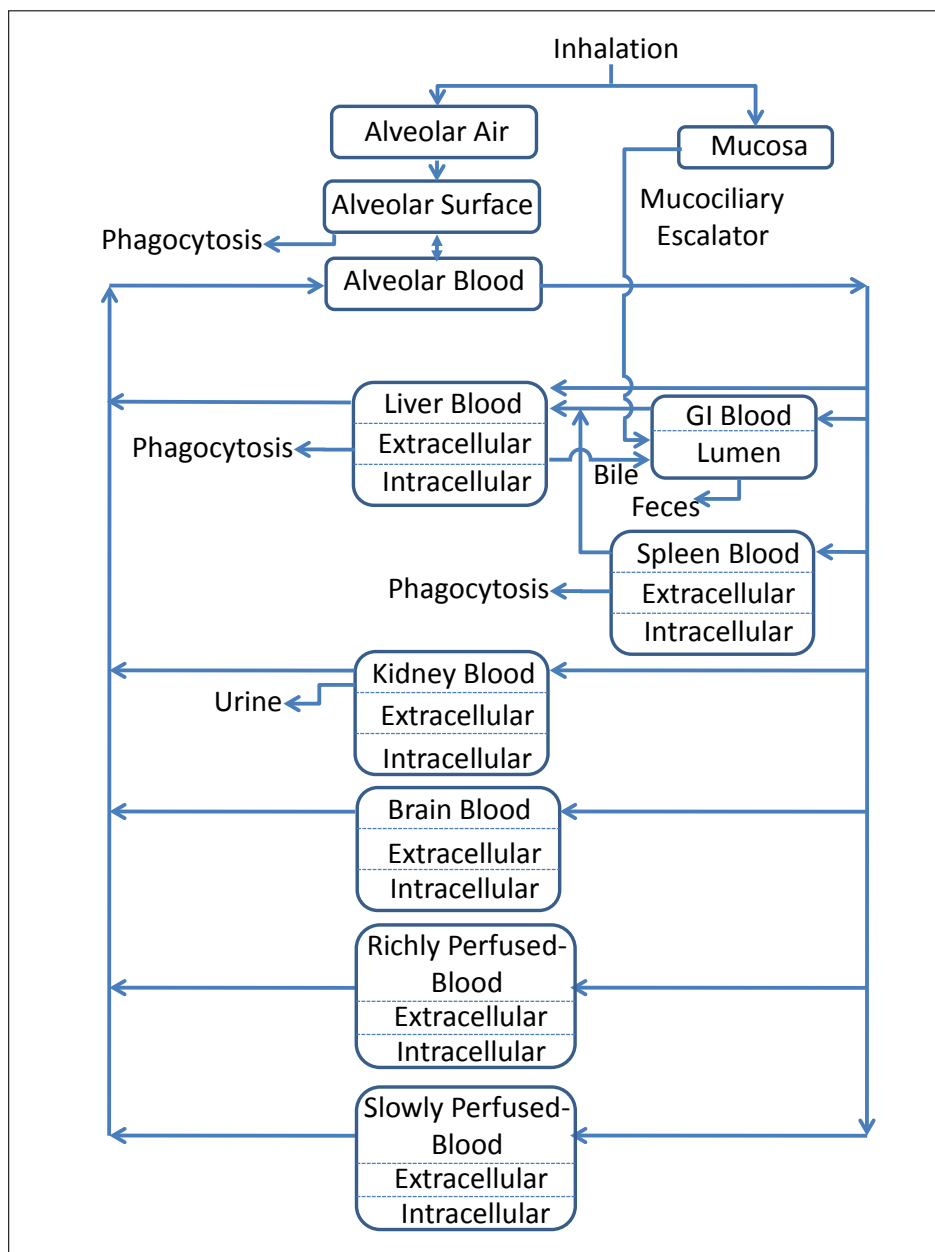 Inhalation
Alveolar Air
Mucosa
Alveolar Surface
Mucociliary
Escalator
Phagocytosis
Alveolar Blood
Liver Blood
Extracellular
Intracellular
Phagocytosis
GI Blood
Lumen
Bile
Feces
Spleen Blood
Extracellular
Intracellular
Phagocytosis
Kidney Blood
Extracellular
Intracellular
Urine
Brain Blood
Extracellular
Intracellular
Richly Perfused-
Blood
Extracellular
Intracellular
Slowly Perfused-
Blood
Extracellular
Intracellular